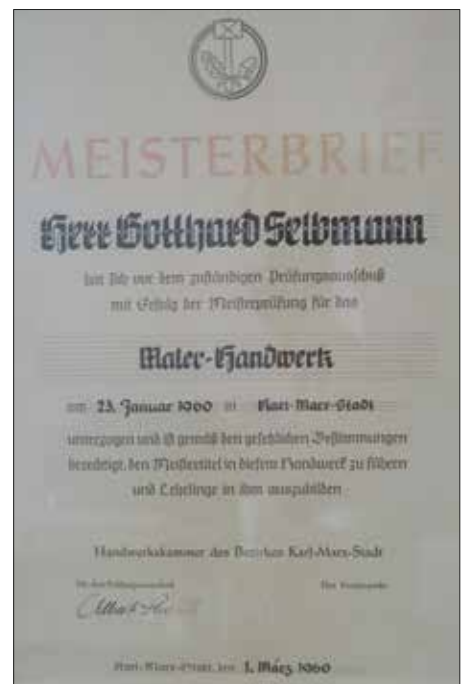 MEISTERBRIEF
Herr Gotthard Selbmann
hat sich vor dem zuständigen Prüfungsausschuß
mit Erfolg der Meisterprüfung für das
Maler-Handwerk
am 23. Januar 1960 in Karl-Marx-Stadt
unterzogen und ist gemäß den gesetzlichen Bestimmungen
berechtigt, den Meistertitel in diesem Handwerk zu führen
und Lehrlinge in ihm auszubilden
Handwerkskammer des Bezirkes Karl-Marx-Stadt
Karl-Marx-Stadt, den 1. März 1960